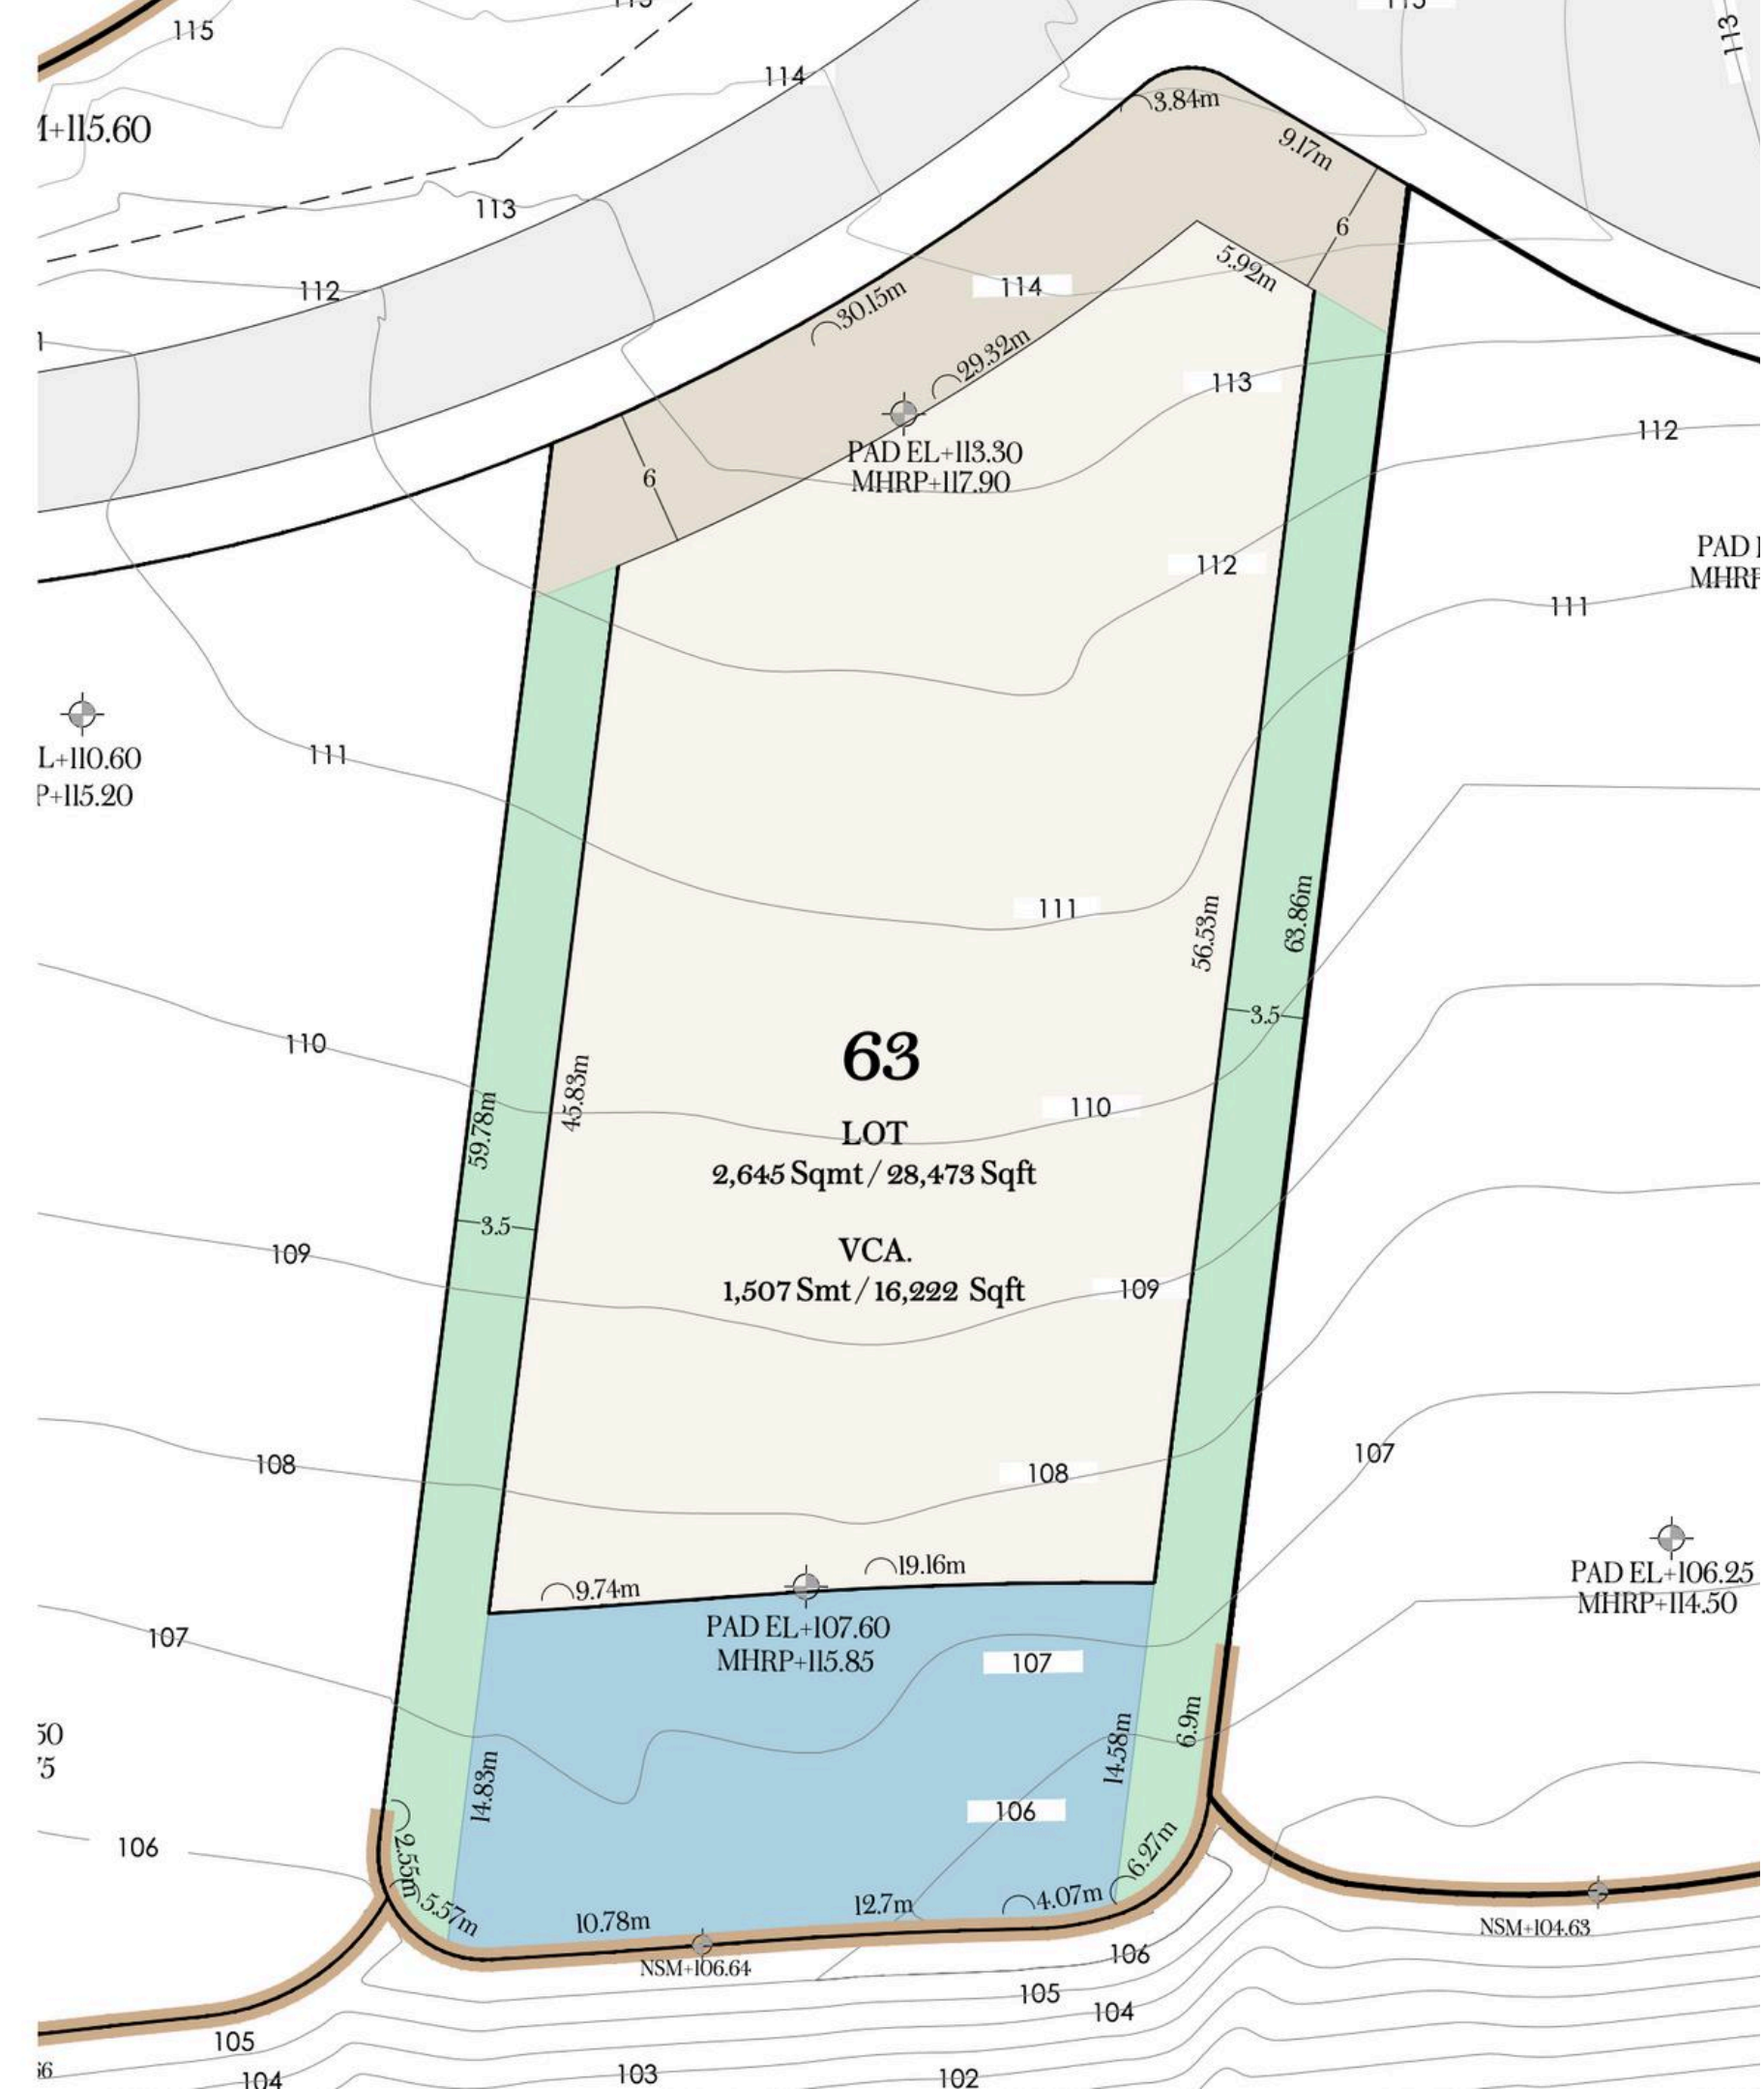 115
114
113
3.84m
+115.60
9.17m
113
6
5.92m
112
114
30.15m
29.32m
113
112
PAD EL+113.30
MHRP+117.90
6
PAD
MHRP
112
111
L+110.60
P+115.20
111
111
56.53m
63.86m
3.5
110
63
45.83m
59.78m
110
LOT
2,645 Sqmt / 28,473 Sqft
3.5
VCA.
109
1,507 Smt / 16,222 Sqft
109
108
108
107
19.16m
9.74m
PAD EL+106.25
MHRP+114.50
PAD EL+107.60
MHRP+115.85
107
107
6.9m
14.58m
14.83m
50
75
106
106
2.55m
6.27m
5.57m
10.78m
12.7m
4.07m
NSM+104.63
NSM+106.64
106
105
104
105
66
104
103
102